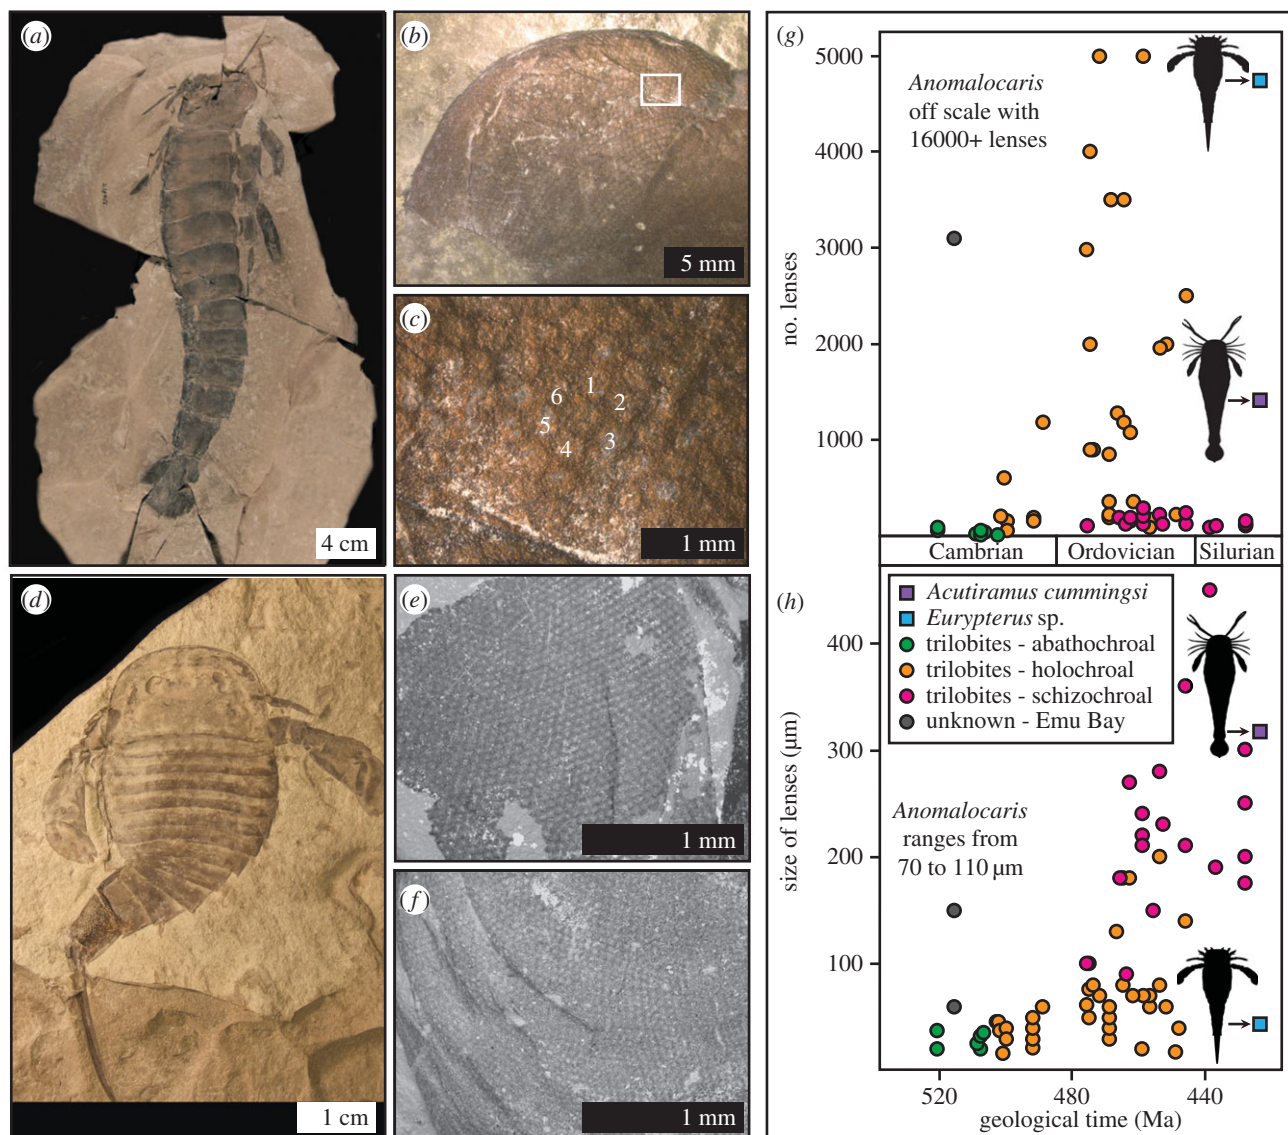 (a)
4 cm
(b)
5 mm
(c)
1
2
3
4
5
6
1 mm
(d)
1 cm
(e)
1 mm
(f)
1 mm
(g)
no. lenses
5000
4000
3000
2000
1000
Anomalocaris
off scale with
16000+ lenses
Cambrian
Ordovician
Silurian
(h)
size of lenses (µm)
400
300
200
100
Acutiramus cummingsi
Eurypterus sp.
trilobites - abathochroal
trilobites - holochroal
trilobites - schizochroal
unknown - Emu Bay
Anomalocaris
ranges from
70 to 110 µm
520
480
440
geological time (Ma)